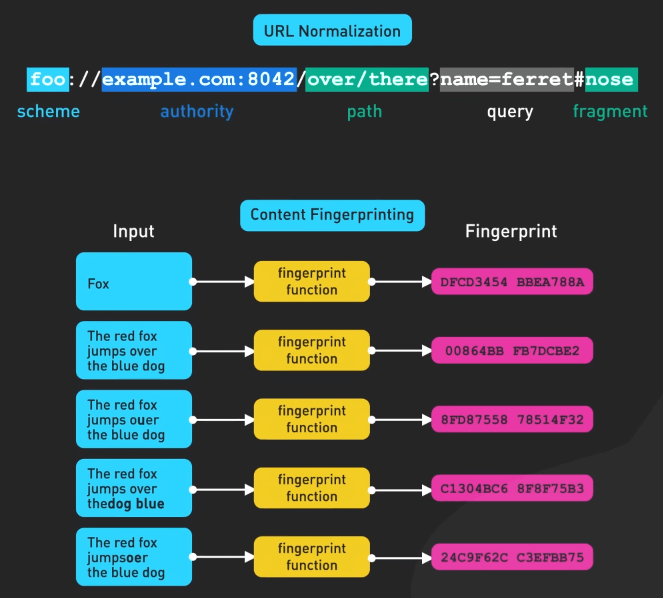 URL Normalization
foo://example.com:8042/over/there?name=ferret#nose
scheme authority path query fragment
Content Fingerprinting
Input
Fingerprint
Fox
fingerprint
function
DFCD3454 BBEA788A
The red fox
jumps over
the blue dog
fingerprint
function
00864BB FB7DCBE2
The red fox
jumps ouer
the blue dog
fingerprint
function
8FD87558 78514F32
The red fox
jumps over
thedog blue
fingerprint
function
C1304BC6 8F8F75B3
The red fox
jumpsoer
the blue dog
fingerprint
function
24C9F62C C3EFBB75